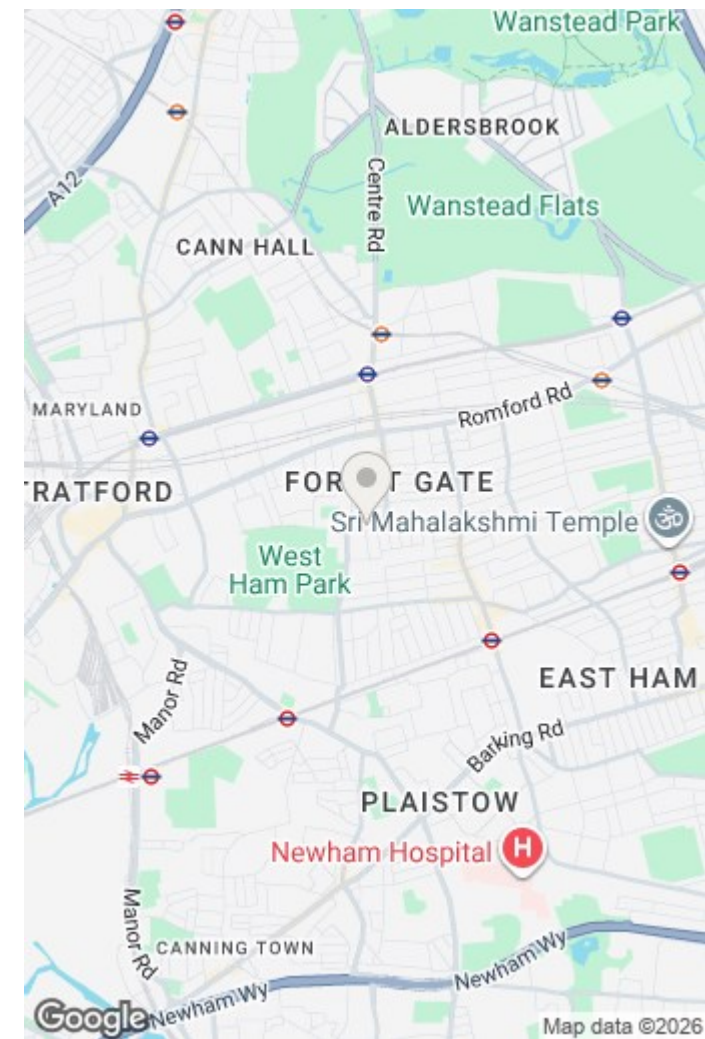 Wanstead Park
ALDERSBROOK
A12
Centre Rd
Wanstead Flats
CANN HALL
MARYLAND
Romford Rd
TRATFORD
FOR T GATE
Sri Mahalakshmi Temple
West
Ham Park
EAST HAM
Manor Rd
Barking Rd
PLAISTOW
Newham Hospital
H
Manor Rd
CANNING TOWN
Newham Wy
Newham Wy
Google
Map data ©2026